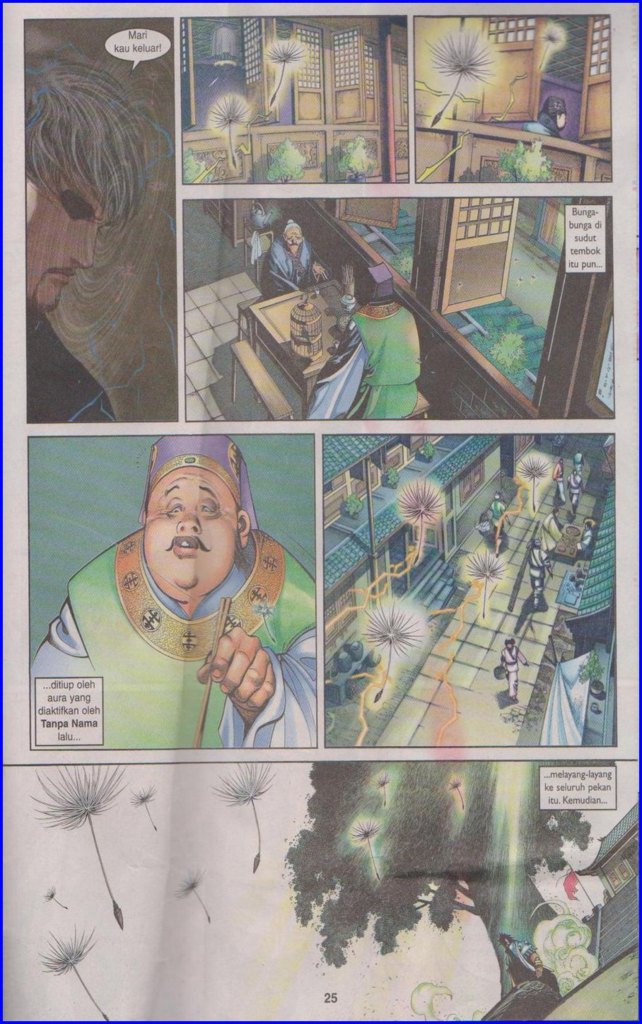 Mari
kau keluar!
Bunga-
bunga di
sudut
tembok
itu pun...
...ditiup oleh
aura yang
diaktifkan oleh
Tanpa Nama
lalu...
...melayang-layang
ke seluruh pekan
itu. Kemudian...
25